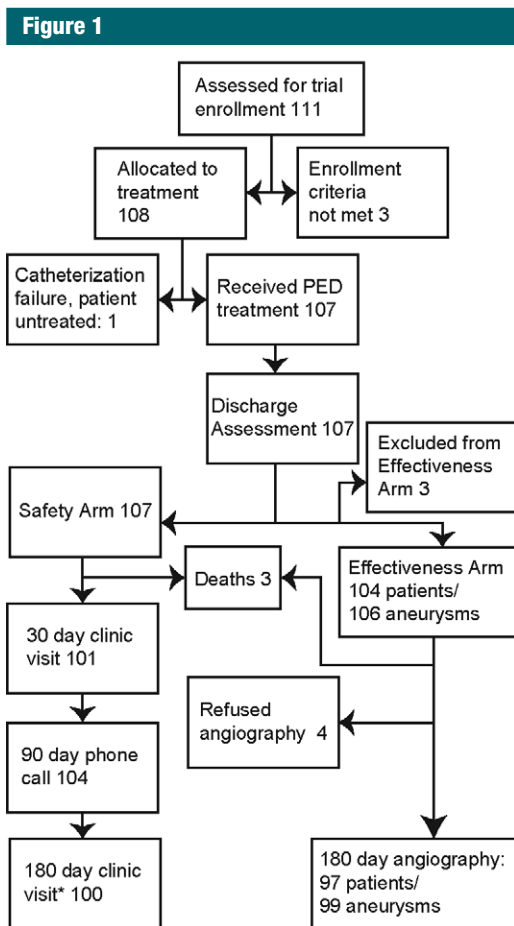 Figure 1
Assessed for trial
enrollment 111
Allocated to
treatment
108
Enrollment
criteria
not met 3
Catheterization
failure, patient
untreated: 1
Received PED
treatment 107
Discharge
Assessment 107
Excluded from
Effectiveness
Arm 3
Safety Arm 107
Deaths 3
Effectiveness Arm
104 patients/
106 aneurysms
30 day clinic
visit 101
Refused
angiography 4
90 day phone
call 104
180 day clinic
visit* 100
180 day angiography:
97 patients/
99 aneurysms